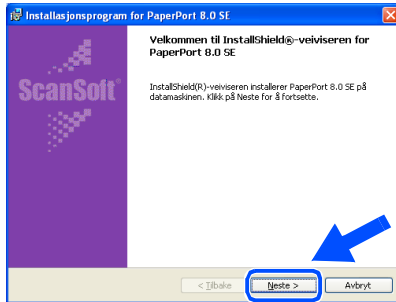 Installasjonsprogram for PaperPort 8.0 SE
Velkommen til InstallShield®-veiviseren for
PaperPort 8.0 SE
ScanSoft®
InstallShield(R)-veiviseren installerer PaperPort 8.0 SE på
datamaskinen. Klikk på Neste for å fortsette.
< Tilbake
Neste >
Avbryt